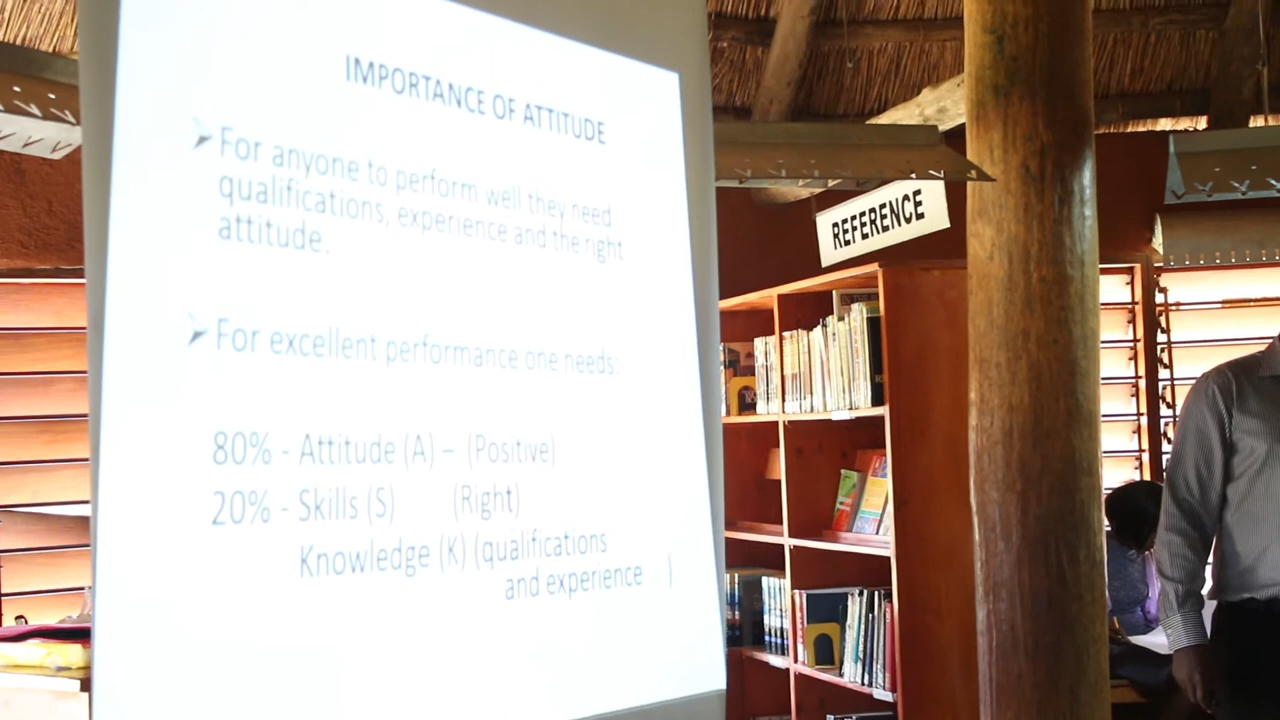 IMPORTANCE OF ATTITUDE
For anyone to perform well they need
qualifications, experience and the right
attitude.
For excellent performance one needs:
80% - Attitude (A) – (Positive)
20% - Skills (S) (Right)
Knowledge (K) (qualifications
and experience )
REFERENCE